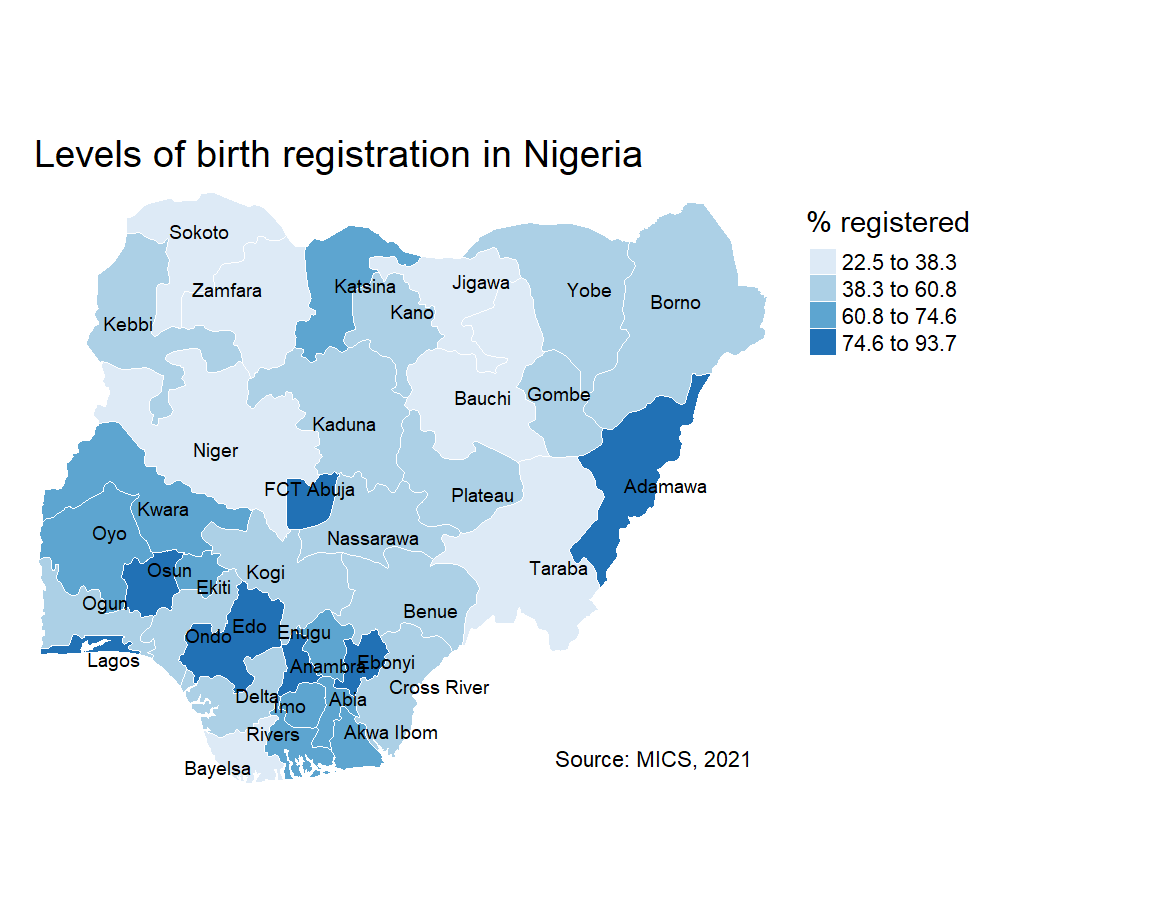 Levels of birth registration in Nigeria
% registered
22.5 to 38.3
38.3 to 60.8
60.8 to 74.6
74.6 to 93.7
Sokoto
Zamfara
Kebbi
Katsina
Kano
Jigawa
Yobe
Borno
Bauchi
Gombe
Kaduna
Niger
FCT Abuja
Plateau
Adamawa
Kwara
Oyo
Nassarawa
Osun
Ekiti
Kogi
Taraba
Ogun
Benue
Ondo
Edo
Enugu
Lagos
Anambra
Ebonyi
Cross River
Delta
Imo
Abia
Rivers
Akwa Ibom
Bayelsa
Source: MICS, 2021